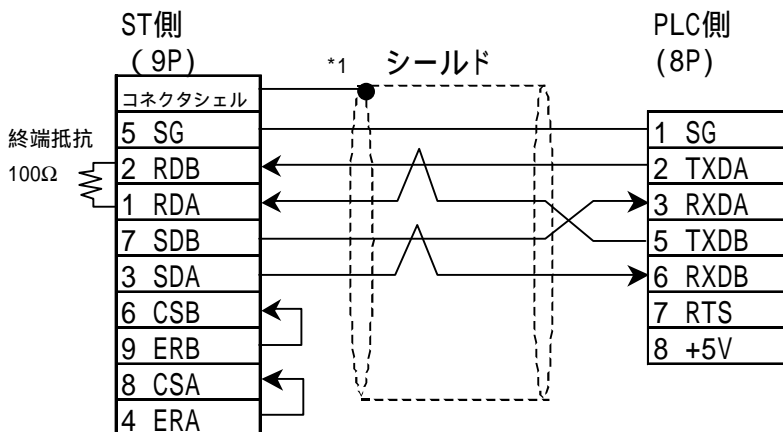 ST側
(9P)
*1 シールド
PLC側
(8P)
コネクタシェル
終端抵抗
100Ω
5 SG
2 RDB
1 RDA
7 SDB
3 SDA
6 CSB
9 ERB
8 CSA
4 ERA
1 SG
2 TXDA
3 RXDA
5 TXDB
6 RXDB
7 RTS
8 +5V